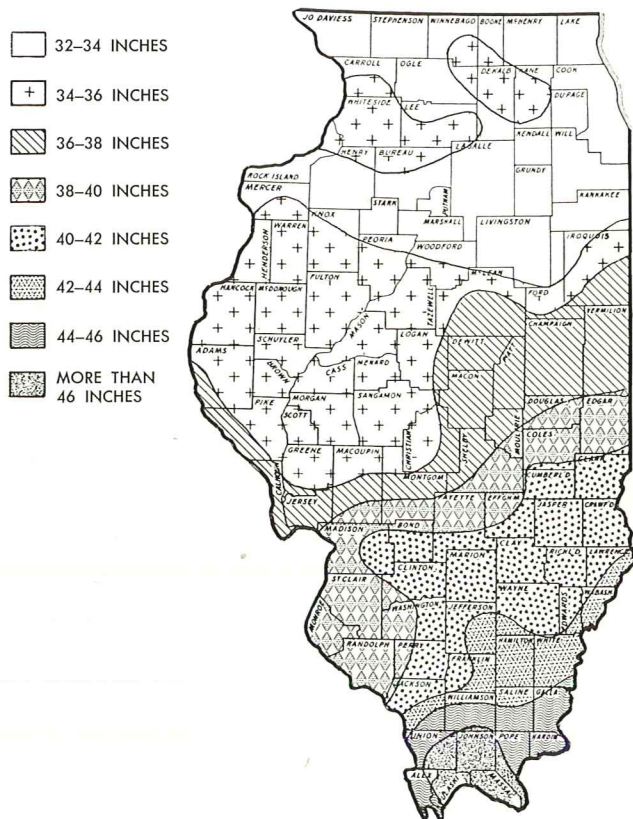 32–34 INCHES
34–36 INCHES
36–38 INCHES
38–40 INCHES
40–42 INCHES
42–44 INCHES
44–46 INCHES
MORE THAN
46 INCHES
JO DAVIESS STEPHENSON WINNEBAGO BOONE McHENRY LAKE
CARROLL OGLE DEKALB KANE COOK
DUPAGE
WHITESIDE LEE
KENDALL WILL
HENRY BUREAU LASALLE
ROCK ISLAND GRUNDY
MERCER
KANKAKEE
STARK PUTNAM
KNOX MARSHALL LIVINGSTON
WARREN PEORIA
HENDERSON WOODFORD IROQUOIS
FULTON McLEAN
HANCOCK McDONOUGH TAZEWELL FORD
VERMILION
MASON CHAMPAIGN
SCHUYLER LOGAN
ADAMS DEWITT
BROWN CASS MENARD PIATT
MACON
PIKE MORGAN SANGAMON DOUGLAS EDGAR
SCOTT MOULTRIE
COLES
GREENE MACOUPIN CHRISTIAN SHELBY
CUMBERL'D CLARK
CALHOUN MONTGOM
JERSEY FAYETTE EFFGHM
JASPER CRWF'D
MADISON BOND
CLAY RICHL'D LAWRENCE
MARION
CLINTON
ST CLAIR WAYNE WABASH
EDWARDS
MONROE WASHINGTON JEFFERSON
RANDOLPH PERRY HAMILTON WHITE
FRANKLIN
JACKSON
WILLIAMSON SALINE GALLA
UNION JOHNSON POPE HARDIN
ALEX PULASKI MASSAC